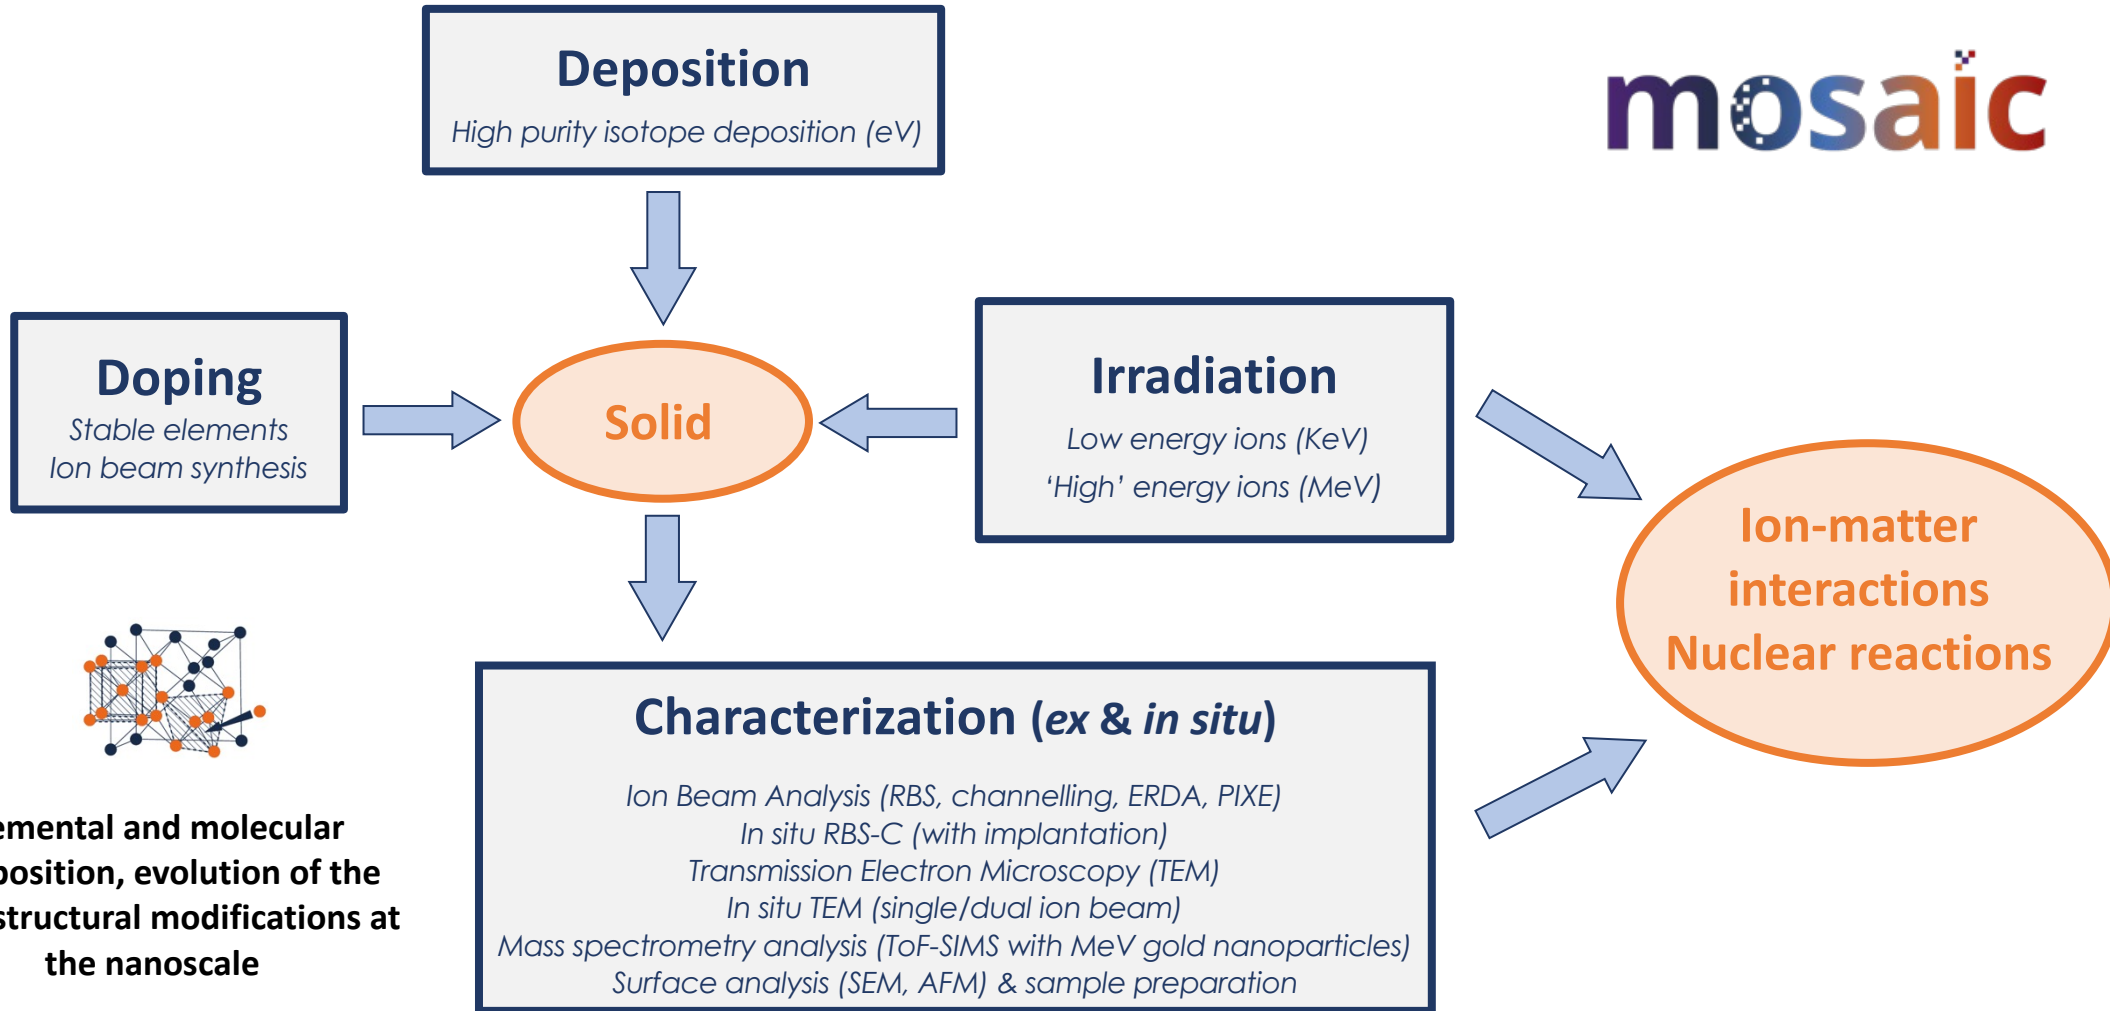 Deposition
High purity isotope deposition (eV)
mosaic
Doping
Stable elements
Ion beam synthesis
Solid
Irradiation
Low energy ions (KeV)
‘High’ energy ions (MeV)
Ion-matter
interactions
Nuclear reactions
Characterization (ex & in situ)
Ion Beam Analysis (RBS, channelling, ERDA, PIXE)
In situ RBS-C (with implantation)
Transmission Electron Microscopy (TEM)
In situ TEM (single/dual ion beam)
Mass spectrometry analysis (ToF-SIMS with MeV gold nanoparticles)
Surface analysis (SEM, AFM) & sample preparation
emental and molecular
position, evolution of the
structural modifications at
the nanoscale